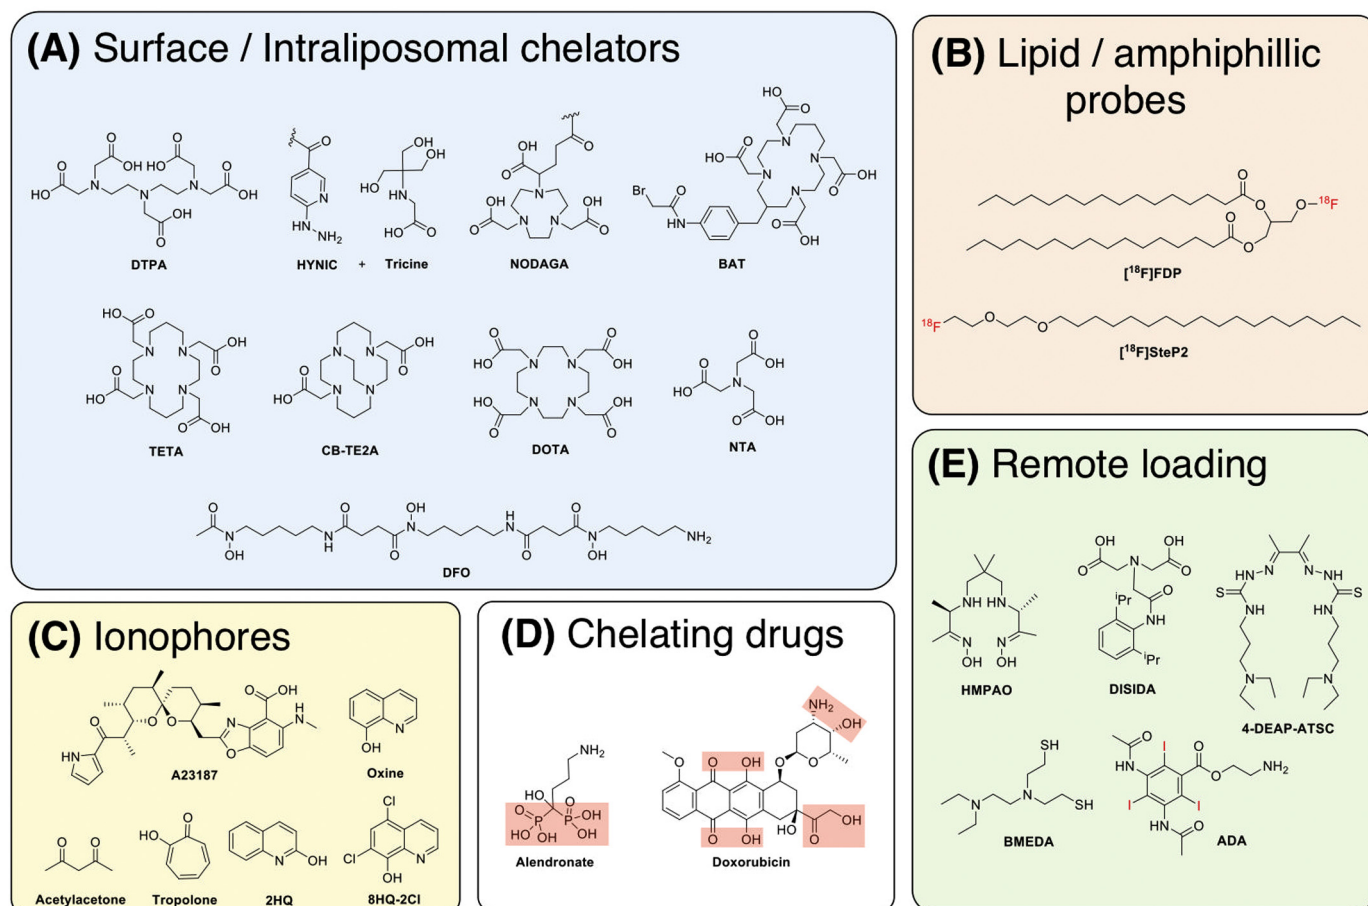 (A) Surface / Intraliposomal chelators
DTPA
HYNIC + Tricine
NODAGA
BAT
TETA
CB-TE2A
DOTA
NTA
DFO
(B) Lipid / amphiphillic
probes
[¹⁸F]FDP
[¹⁸F]SteP2
(C) Ionophores
A23187
Oxine
Acetylacetone
Tropolone
2HQ
8HQ-2Cl
(D) Chelating drugs
Alendronate
Doxorubicin
(E) Remote loading
HMPAO
DISIDA
4-DEAP-ATSC
BMEDA
ADA